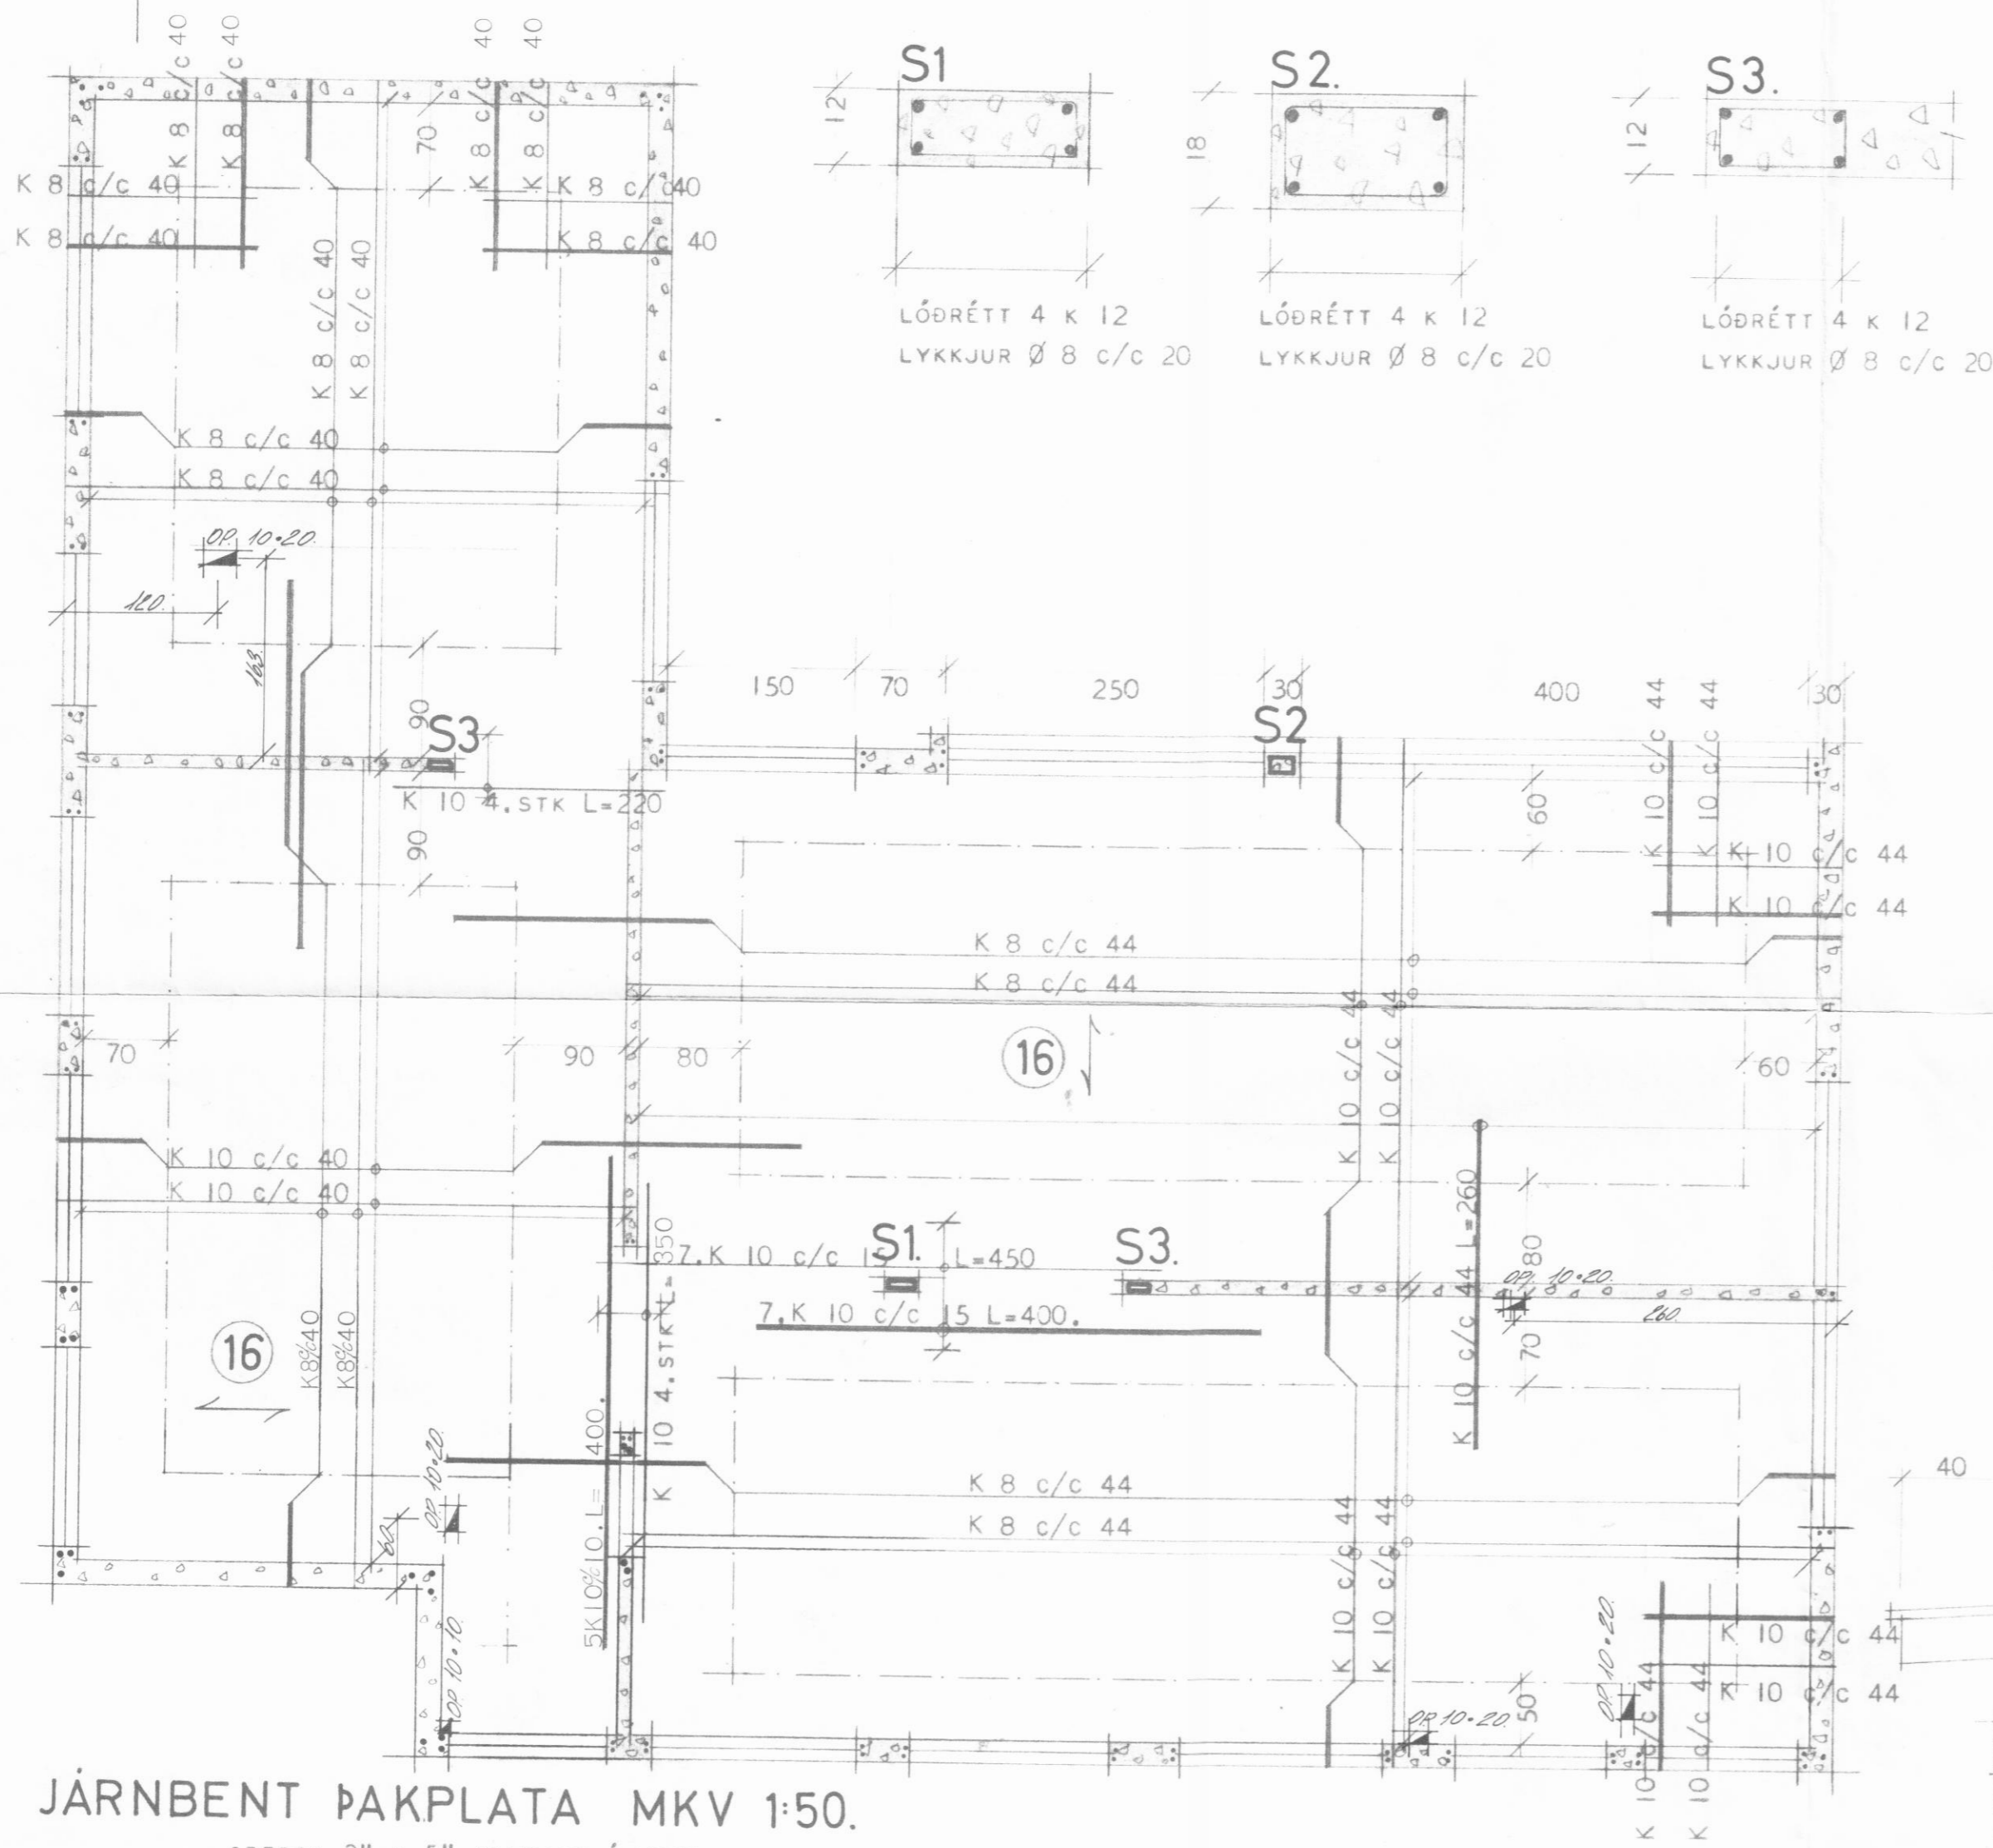 K 8 c/c 40
K 8 c/c 40
K 8 c/c 40
K 8 c/c 40
S1
S2.
S3.
12
18
12
70
K 8 c/c 40
K 8 c/c 40
K 8 c/c 40
K 8 c/c 40
LÓÐRÉTT 4 K 12
LYKKJUR Ø 8 c/c 20
LÓÐRÉTT 4 K 12
LYKKJUR Ø 8 c/c 20
LÓÐRÉTT 4 K 12
LYKKJUR Ø 8 c/c 20
K 8 c/c 40
K 8 c/c 40
K 8 c/c 40
K 8 c/c 40
OP. 10·20.
120.
163.
90
S3
K 10 4.STK L=220
90
150
70
250
30
400
30
S2
K 10 c/c 44
K 10 c/c 44
60
K 10 c/c 44
K 10 c/c 44
K 8 c/c 44
K 8 c/c 44
70
90
80
16
60
K 10 c/c 44
K 10 c/c 44
K 10 c/c 40
K 10 c/c 40
7.K 10 c/c 15 L=450
S1.
S3.
7.K 10 c/c 15 L=400.
K 10 4.STK L=350
K 10 c/c 44 L=260
80
OP. 10·20.
260.
70
16
K8c/c40
K8c/c40
5K10c/c10.L=400.
OP. 10·20.
60
K 8 c/c 44
K 8 c/c 44
40
K 10 c/c 44
K 10 c/c 44
OP 10·10.
OP. 10·20.
50
OP. 10·20.
K 10 c/c 44
K 10 c/c 44
K 10 c/c 44
K 10 c/c 44
JÁRNBENT ÞAKPLATA MKV 1:50.